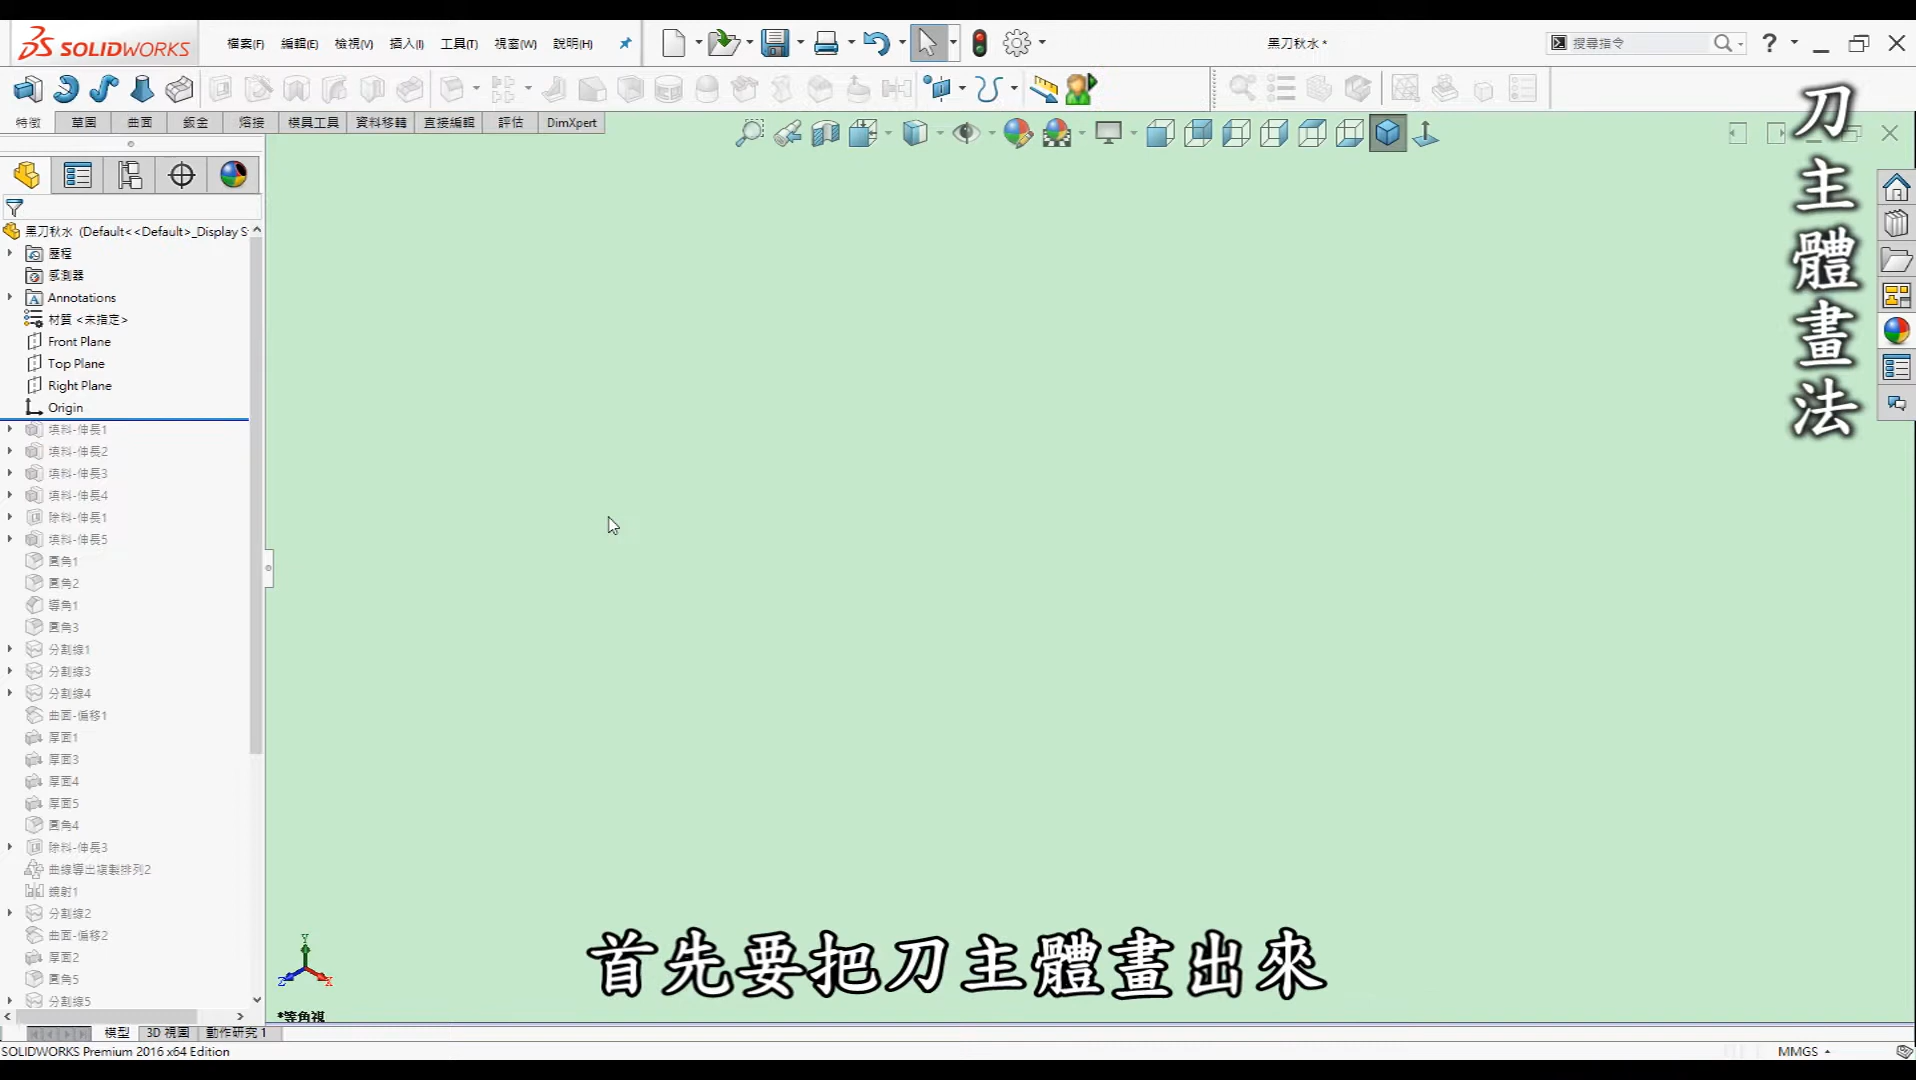 SOLIDWORKS 檔案(F) 編輯(E) 檢視(V) 插入(I) 工具(T) 視窗(W) 說明(H) 黑刀秋水 * 搜尋指令 ?
特徵 草圖 曲面 鈑金 熔接 模具工具 資料移轉 直接編輯 評估 DimXpert
刀主體畫法
黑刀秋水 (Default<<Default>_Display S
歷程
感測器
Annotations
材質 <未指定>
Front Plane
Top Plane
Right Plane
Origin
填料-伸長1
填料-伸長2
填料-伸長3
填料-伸長4
除料-伸長1
填料-伸長5
圓角1
圓角2
導角1
圓角3
分割線1
分割線3
分割線4
曲面-偏移1
厚面1
厚面3
厚面4
厚面5
圓角4
除料-伸長3
曲線導出複製排列2
鏡射1
分割線2
曲面-偏移2
厚面2
圓角5
分割線5
Y
Z
X
*等角視
首先要把刀主體畫出來
模型 3D 視圖 動作研究 1
SOLIDWORKS Premium 2016 x64 Edition
MMGS